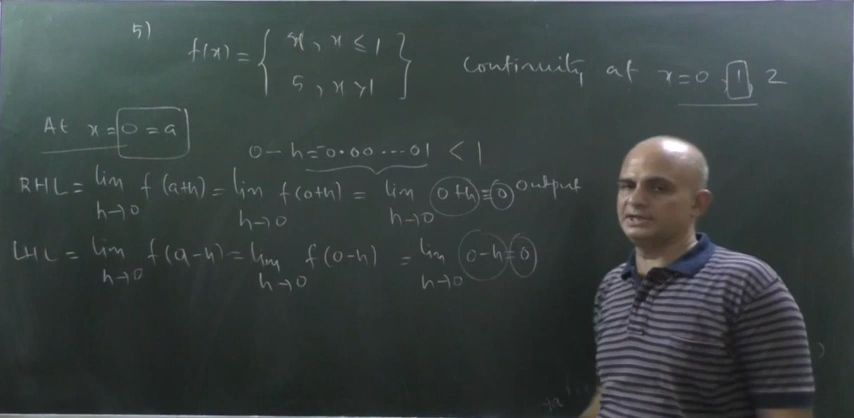 5)
f(x) = { x, x ≤ 1
5, x > 1 }
Continuity at x=0, 1, 2
At x=0=a
0-h=-0.00...01 < 1
RHL = lim h→0 f(a+h) = lim h→0 f(0+h) = lim h→0 0+h=0 output
LHL = lim h→0 f(a-h) = lim h→0 f(0-h) = lim h→0 0-h=0